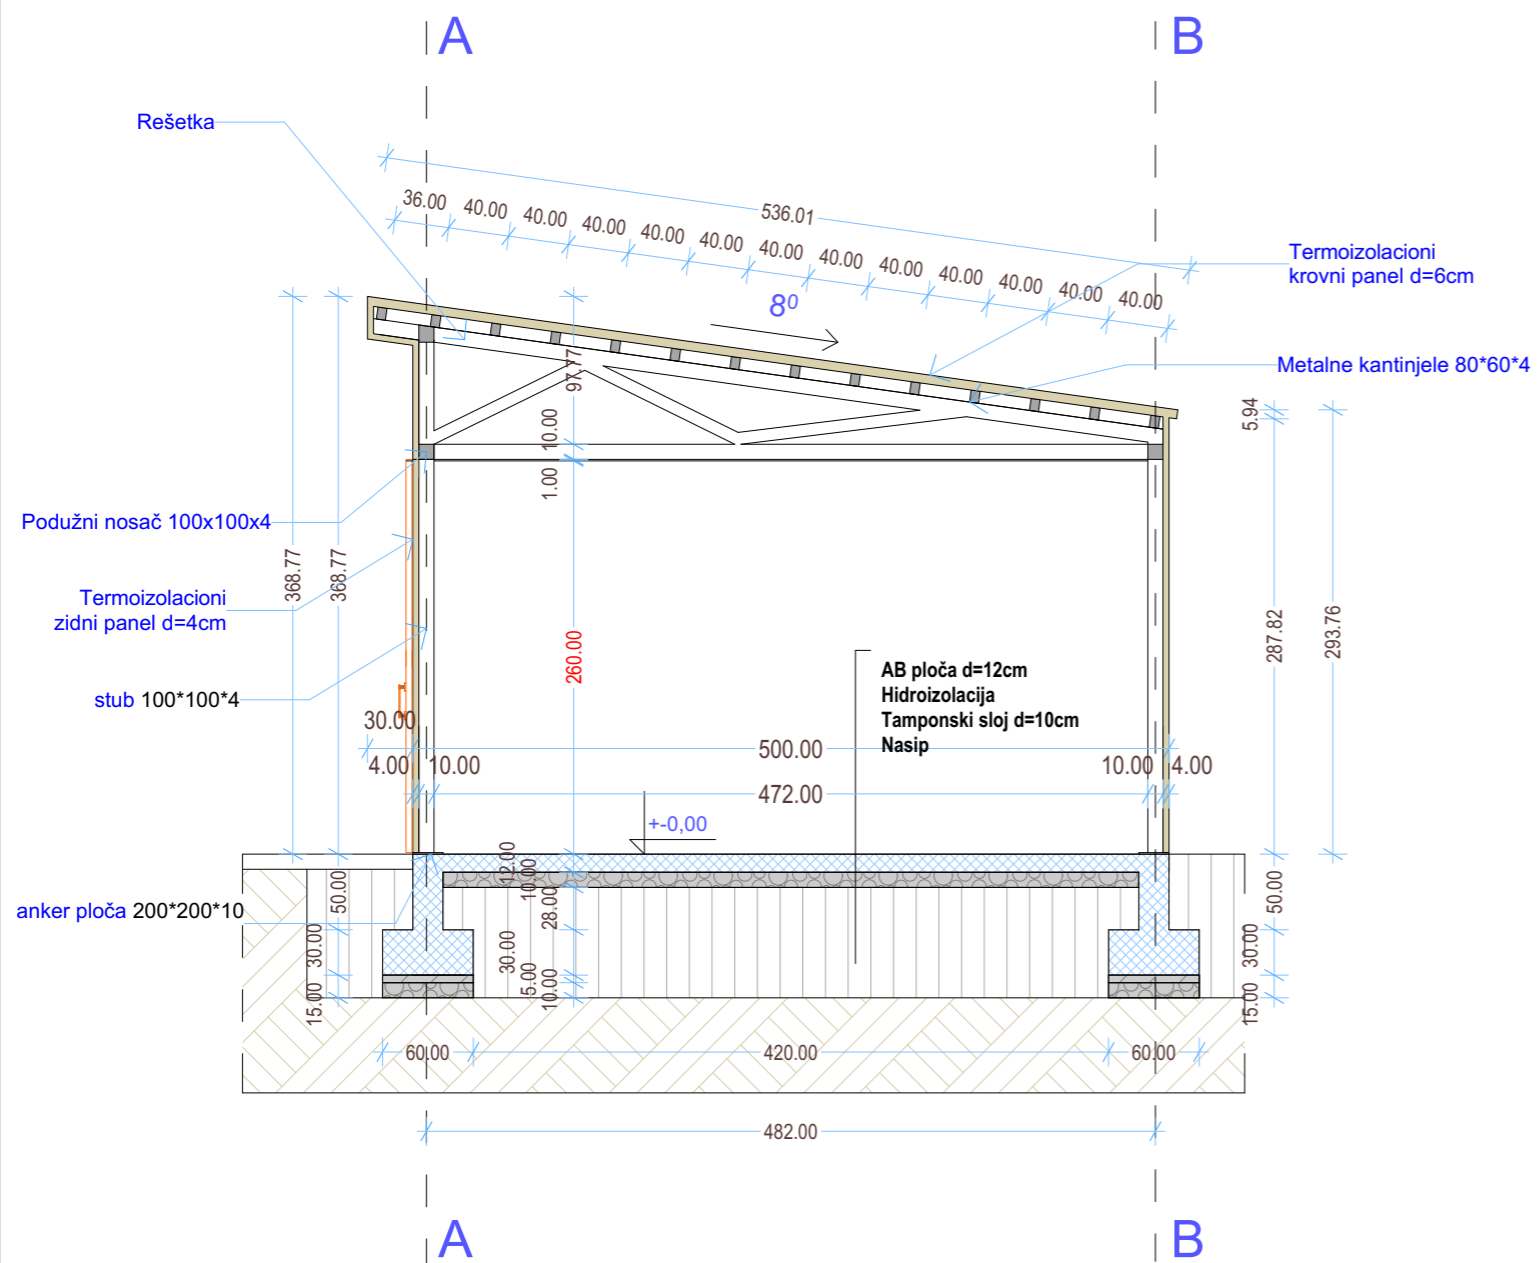 A
B
Rešetka
536.01
36.00 40.00 40.00 40.00 40.00 40.00 40.00 40.00 40.00 40.00 40.00 40.00 40.00
Termoizolacioni
krovni panel d=6cm
8⁰
Metalne kantinjele 80*60*4
97.77
5.94
10.00
1.00
Podužni nosač 100x100x4
368.77
368.77
Termoizolacioni
zidni panel d=4cm
287.82
293.76
260.00
AB ploča d=12cm
Hidroizolacija
Tamponski sloj d=10cm
Nasip
stub 100*100*4
30.00
500.00
4.00
10.00
10.00
4.00
472.00
+-0,00
12.00
10.00
28.00
50.00
50.00
anker ploča 200*200*10
30.00
30.00
30.00
5.00
10.00
15.00
15.00
60.00
420.00
60.00
482.00
A
B